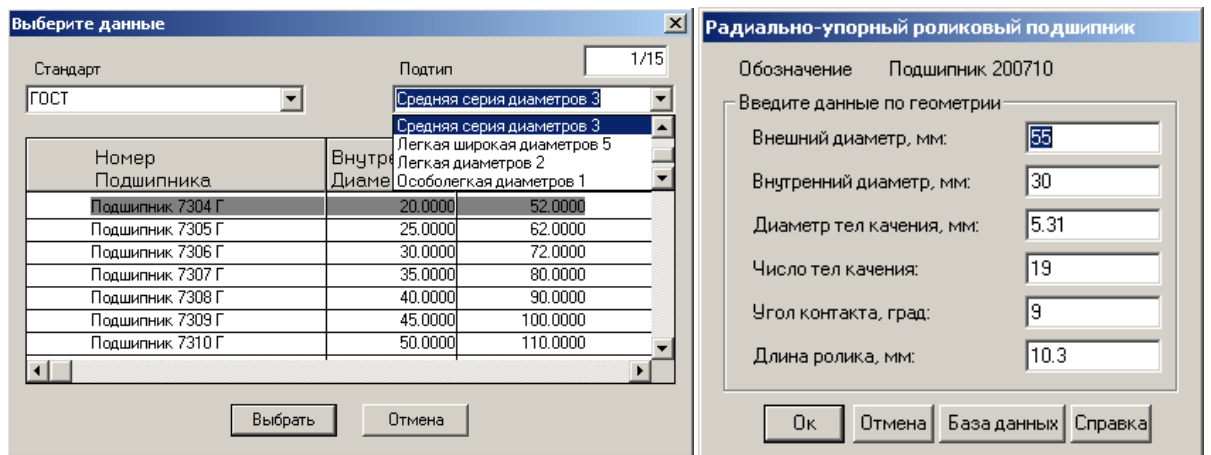 Выберите данные
1/15
Стандарт
Подтип
ГОСТ
Средняя серия диаметров 3
Средняя серия диаметров 3
Легкая широкая диаметров 5
Легкая диаметров 2
Особолегкая диаметров 1
Номер
Подшипника
Внутре
Диаме
Подшипник 7304 Г 20.0000 52.0000
Подшипник 7305 Г 25.0000 62.0000
Подшипник 7306 Г 30.0000 72.0000
Подшипник 7307 Г 35.0000 80.0000
Подшипник 7308 Г 40.0000 90.0000
Подшипник 7309 Г 45.0000 100.0000
Подшипник 7310 Г 50.0000 110.0000
Выбрать Отмена
Радиально-упорный роликовый подшипник
Обозначение Подшипник 200710
Введите данные по геометрии
Внешний диаметр, мм: 55
Внутренний диаметр, мм: 30
Диаметр тел качения, мм: 5.31
Число тел качения: 19
Угол контакта, град: 9
Длина ролика, мм: 10.3
Ок Отмена База данных Справка